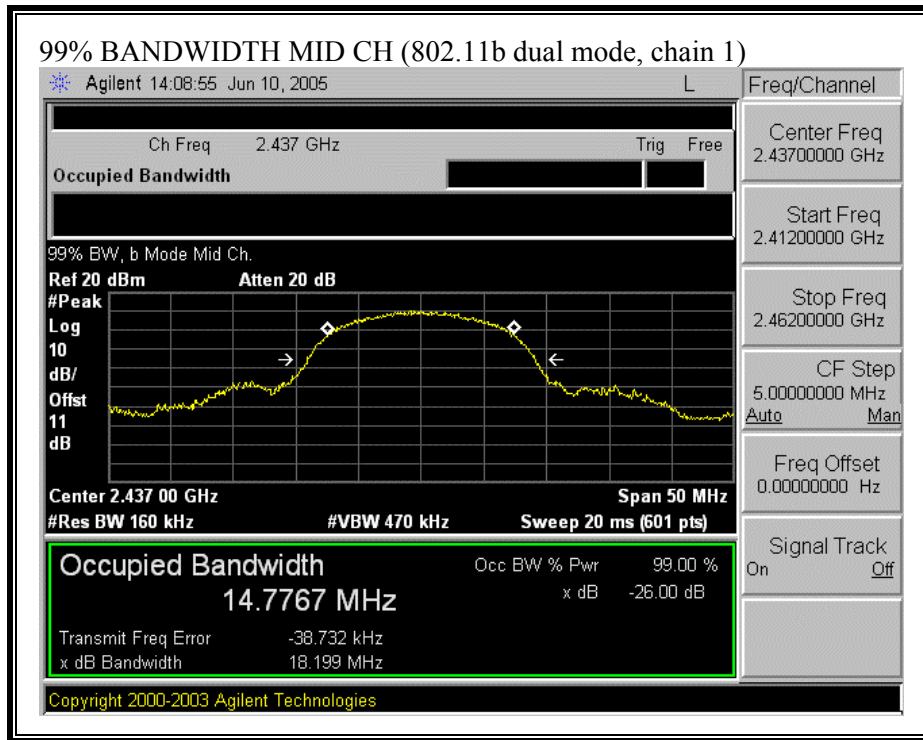 99% BANDWIDTH MID CH (802.11b dual mode, chain 1)
Agilent 14:08:55 Jun 10, 2005 L
Freq/Channel
Ch Freq 2.437 GHz Trig Free
Occupied Bandwidth
Center Freq
2.43700000 GHz
Start Freq
2.41200000 GHz
99% BW, b Mode Mid Ch.
Ref 20 dBm Atten 20 dB
#Peak
Log
10
dB/
Offst
11
dB
Stop Freq
2.46200000 GHz
CF Step
5.00000000 MHz
Auto Man
Freq Offset
0.00000000 Hz
Center 2.437 00 GHz Span 50 MHz
#Res BW 160 kHz #VBW 470 kHz Sweep 20 ms (601 pts)
Signal Track
On Off
Occupied Bandwidth
14.7767 MHz
Occ BW % Pwr 99.00 %
x dB -26.00 dB
Transmit Freq Error -38.732 kHz
x dB Bandwidth 18.199 MHz
Copyright 2000-2003 Agilent Technologies